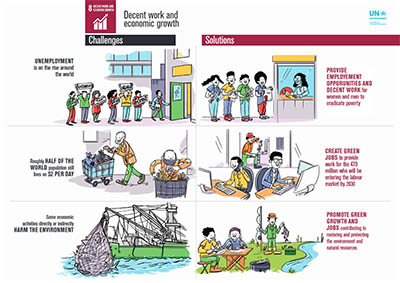 8 DECENT WORK AND
ECONOMIC GROWTH
Decent work and
economic growth
UN
Challenges
Solutions
UNEMPLOYMENT
is on the rise around
the world
PROVIDE
EMPLOYEMENT
OPPORUNITIES AND
DECENT WORK for
women and men to
eradicate poverty
Roughly HALF OF THE
WORLD population still
lives on $2 PER DAY
CREATE GREEN
JOBS to provide
work for the 470
million who will be
entering the labour
market by 2030
Some economic
activities directly or indirectly
HARM THE ENVIRONMENT
PROMOTE GREEN
GROWTH AND
JOBS contributing to
restoring and protecting
the environment and
natural resources